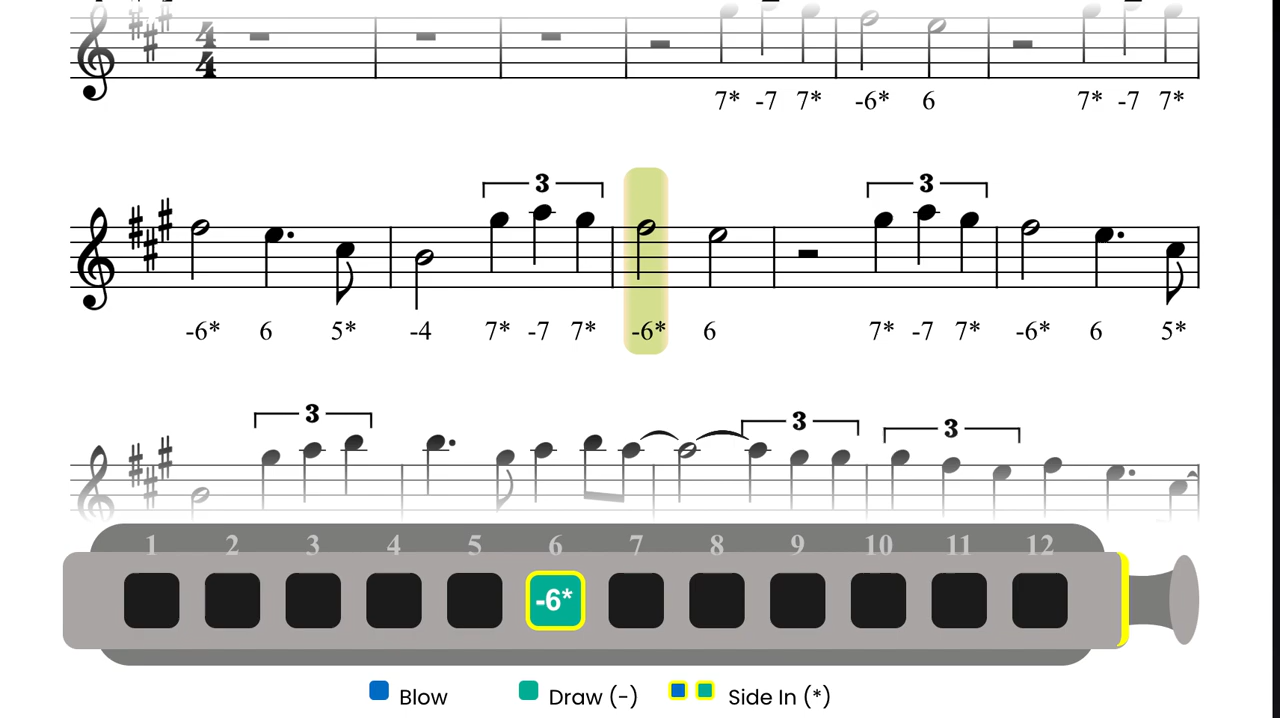 4
4
7* -7 7* -6* 6 7* -7 7*
3 3
-6* 6 5* -4 7* -7 7* -6* 6 7* -7 7* -6* 6 5*
3 3 3
1 2 3 4 5 6 7 8 9 10 11 12
-6*
Blow Draw (-) Side In (*)